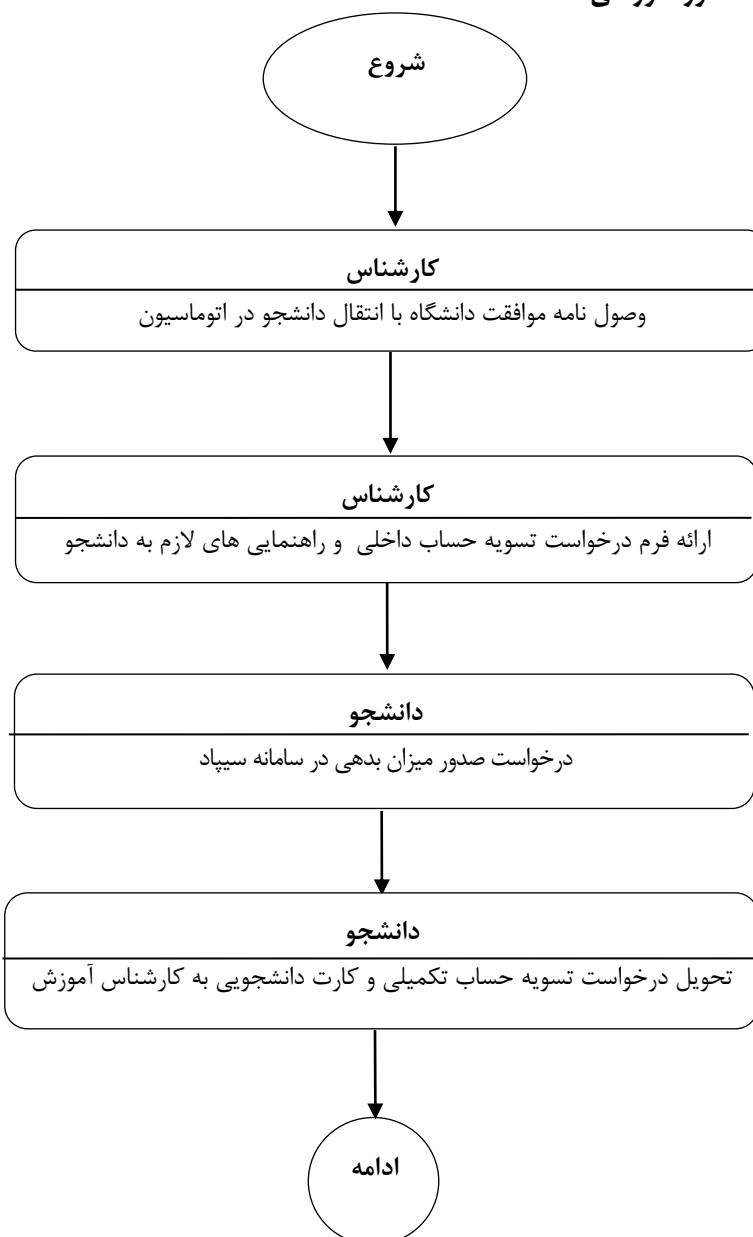 شروع
کارشناس
وصول نامه موافقت دانشگاه با انتقال دانشجو در اتوماسیون
کارشناس
ارائه فرم درخواست تسویه حساب داخلی و راهنمایی های لازم به دانشجو
دانشجو
درخواست صدور میزان بدهی در سامانه سیپاد
دانشجو
تحویل درخواست تسویه حساب تکمیلی و کارت دانشجویی به کارشناس آموزش
ادامه